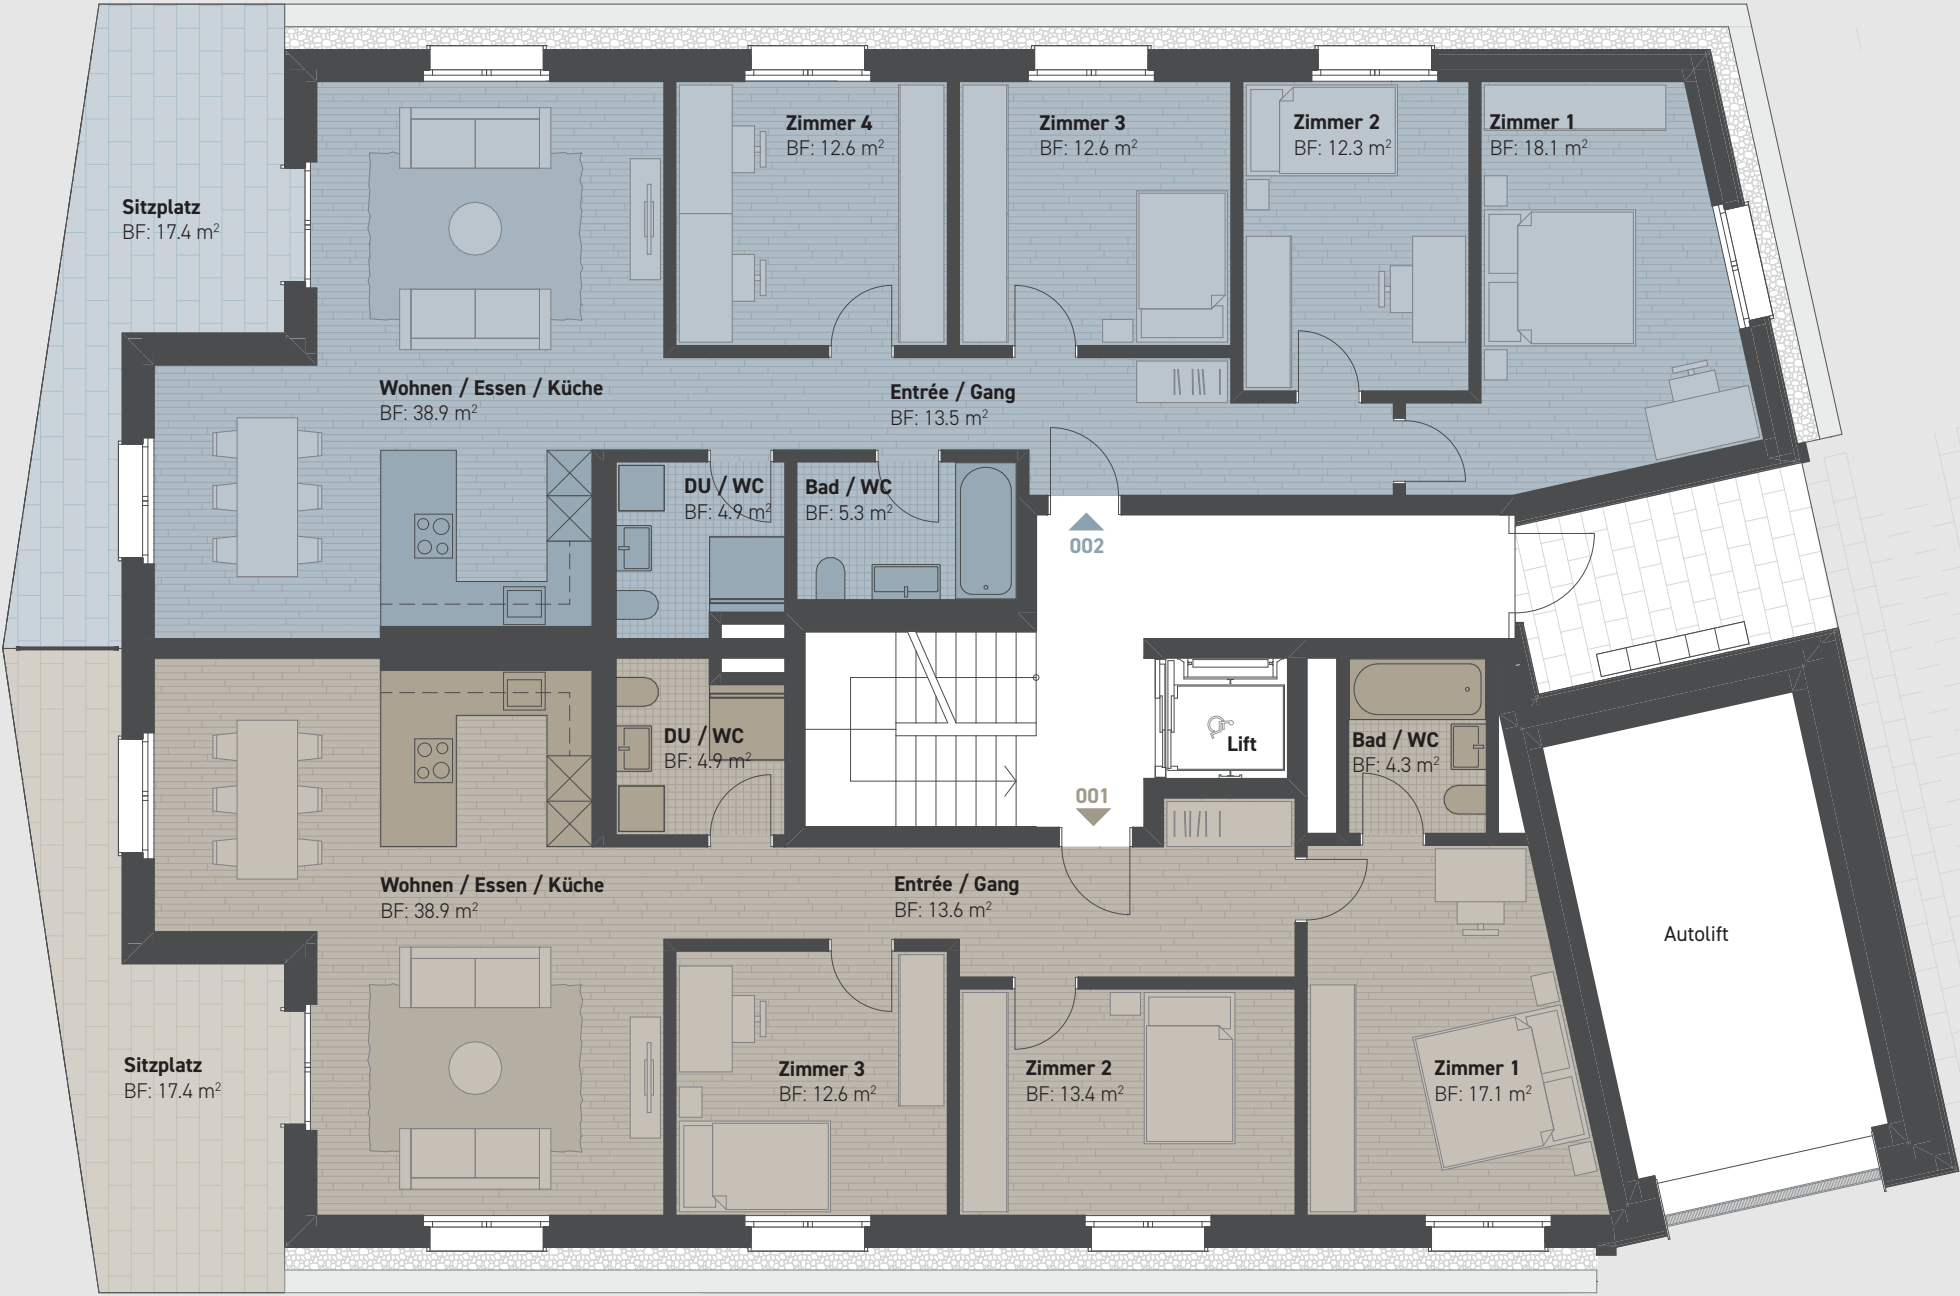 Zimmer 4
BF: 12.6 m²
Zimmer 3
BF: 12.6 m²
Zimmer 2
BF: 12.3 m²
Zimmer 1
BF: 18.1 m²
Sitzplatz
BF: 17.4 m²
Wohnen / Essen / Küche
BF: 38.9 m²
Entrée / Gang
BF: 13.5 m²
DU / WC
BF: 4.9 m²
Bad / WC
BF: 5.3 m²
002
DU / WC
BF: 4.9 m²
Lift
Bad / WC
BF: 4.3 m²
001
Wohnen / Essen / Küche
BF: 38.9 m²
Entrée / Gang
BF: 13.6 m²
Autolift
Sitzplatz
BF: 17.4 m²
Zimmer 3
BF: 12.6 m²
Zimmer 2
BF: 13.4 m²
Zimmer 1
BF: 17.1 m²